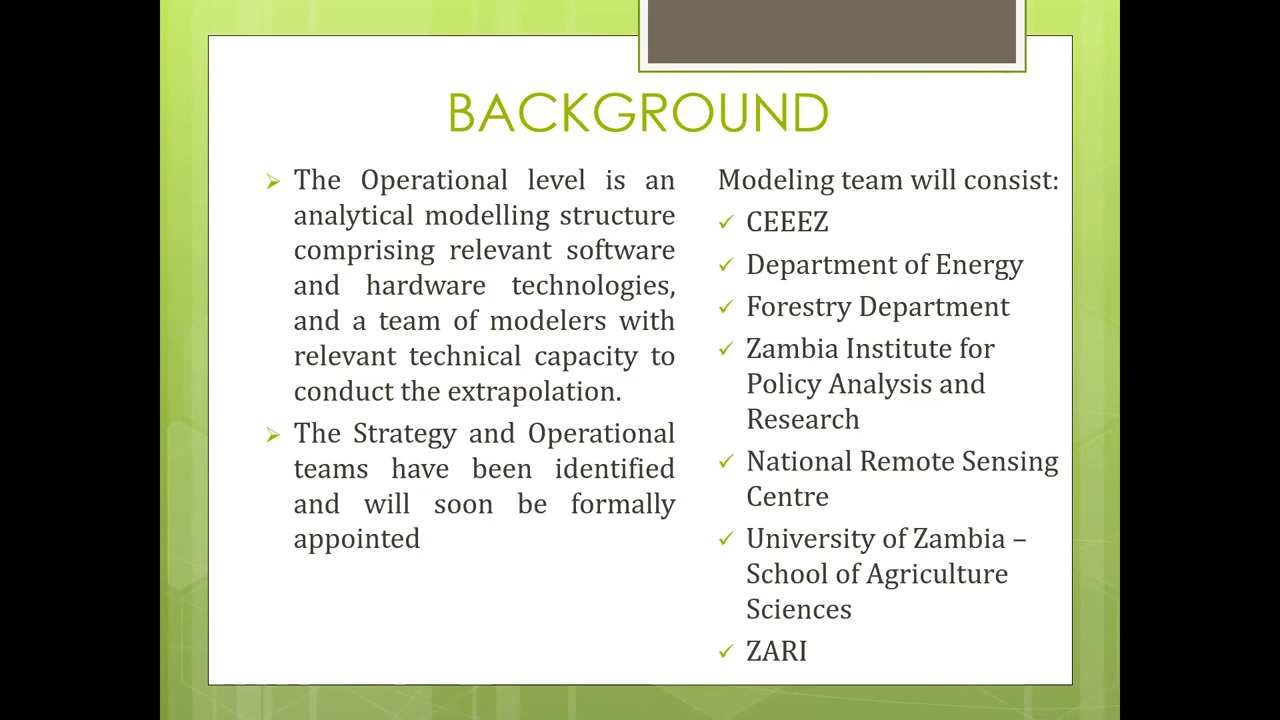 BACKGROUND
The Operational level is an
analytical modelling structure
comprising relevant software
and hardware technologies,
and a team of modelers with
relevant technical capacity to
conduct the extrapolation.
The Strategy and Operational
teams have been identified
and will soon be formally
appointed
Modeling team will consist:
CEEEZ
Department of Energy
Forestry Department
Zambia Institute for
Policy Analysis and
Research
National Remote Sensing
Centre
University of Zambia –
School of Agriculture
Sciences
ZARI